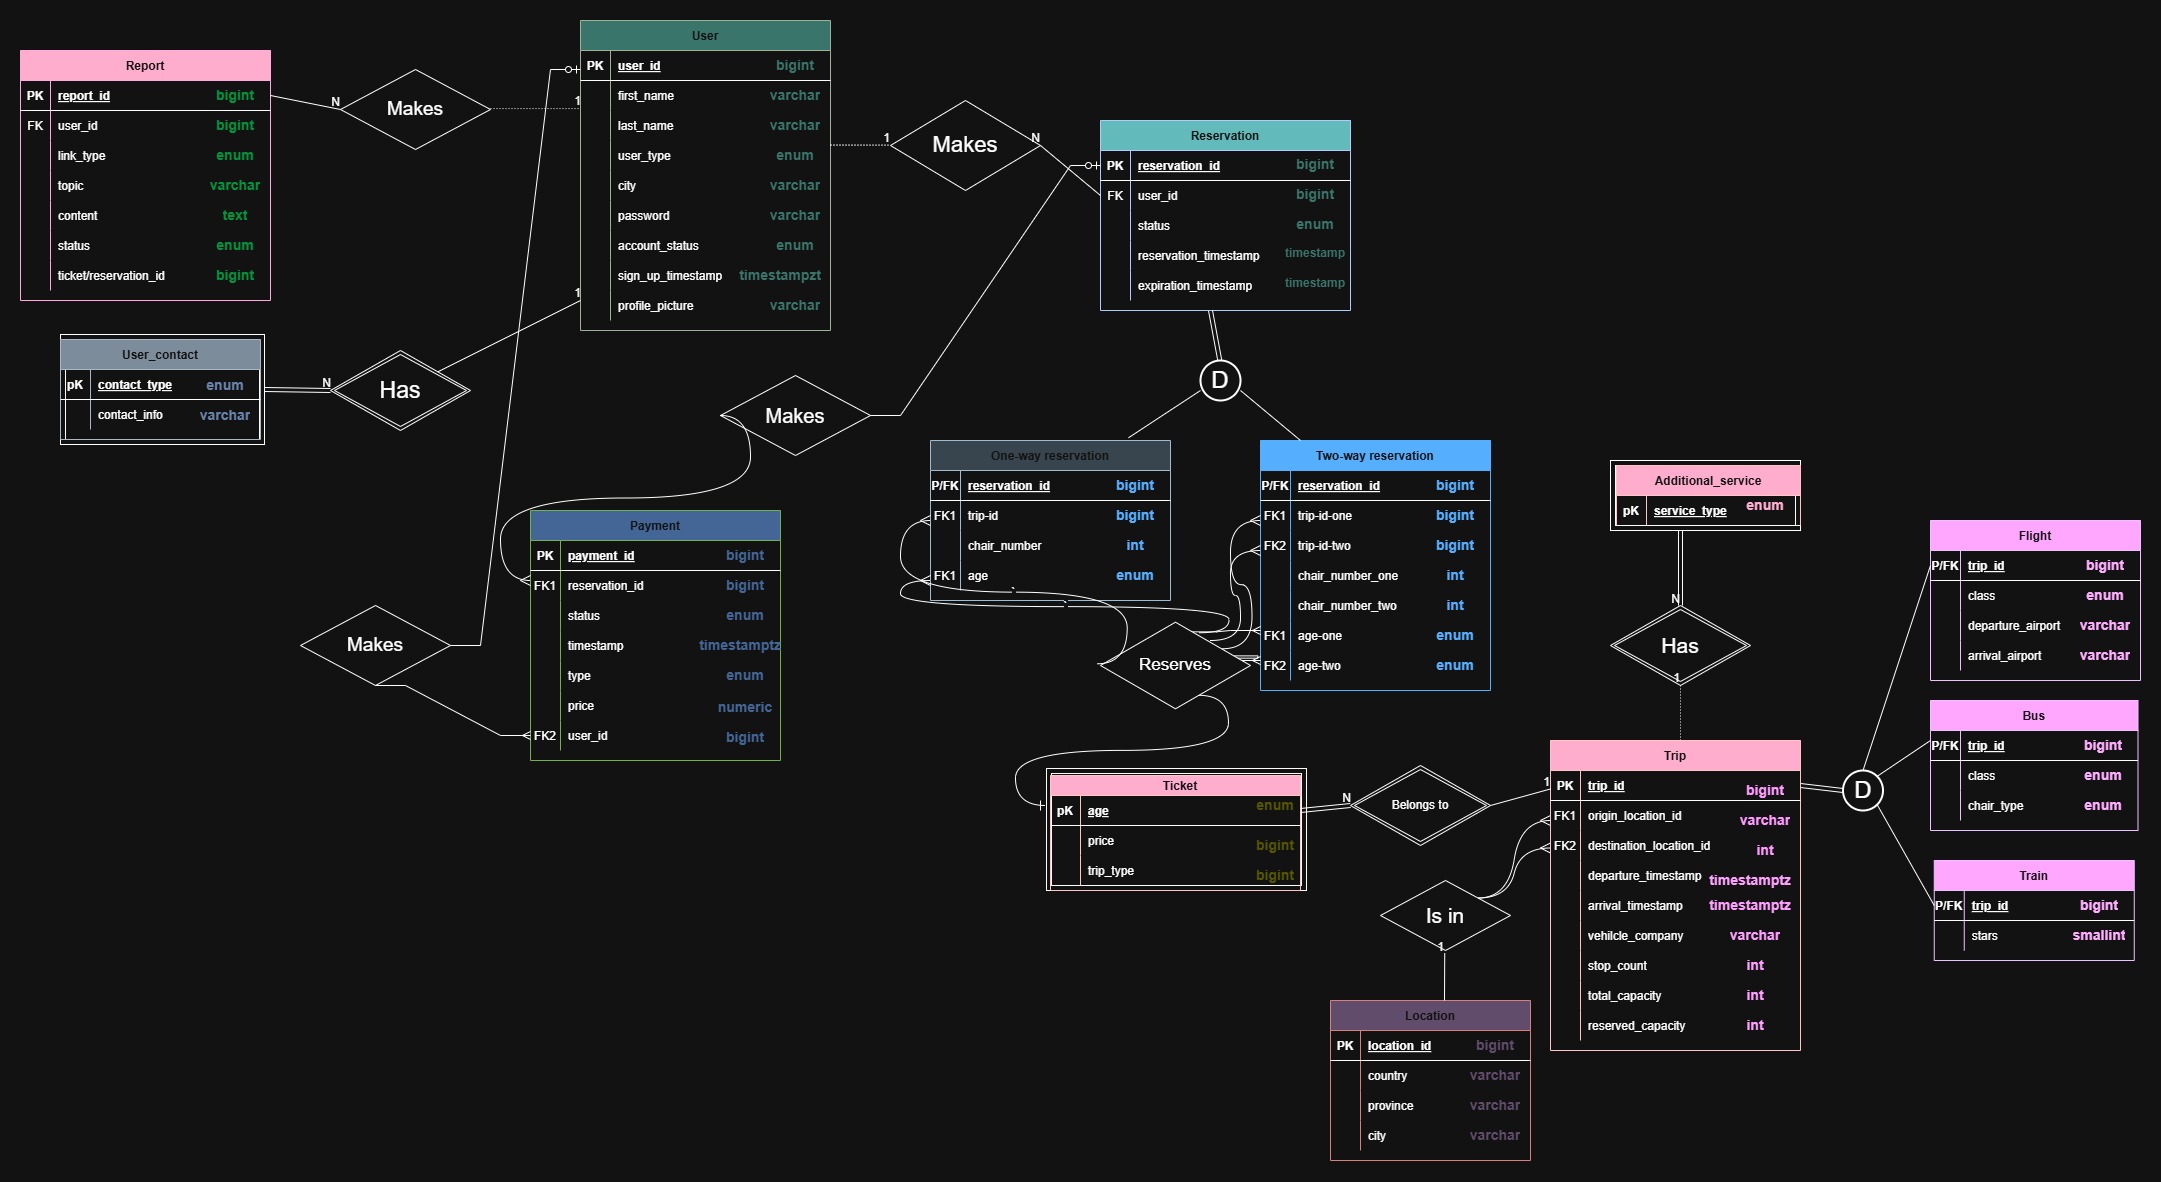 User
PK user_id bigint
first_name varchar
last_name varchar
user_type enum
city varchar
password varchar
account_status enum
sign_up_timestamp timestampzt
profile_picture varchar
Report
PK report_id bigint
FK user_id bigint
link_type enum
topic varchar
content text
status enum
ticket/reservation_id bigint
N
Makes
1
1
Makes
N
Reservation
PK reservation_id bigint
FK user_id bigint
status enum
reservation_timestamp timestamp
expiration_timestamp timestamp
1
User_contact
pK contact_type enum
contact_info varchar
N
Has
Makes
D
One-way reservation
P/FK reservation_id bigint
FK1 trip-id bigint
chair_number int
FK1 age enum
Two-way reservation
P/FK reservation_id bigint
FK1 trip-id-one bigint
FK2 trip-id-two bigint
chair_number_one int
chair_number_two int
FK1 age-one enum
FK2 age-two enum
Additional_service
pK service_type enum
N
Has
1
Payment
PK payment_id bigint
FK1 reservation_id bigint
status enum
timestamp timestamptz
type enum
price numeric
FK2 user_id bigint
Makes
Reserves
Flight
P/FK trip_id bigint
class enum
departure_airport varchar
arrival_airport varchar
Bus
P/FK trip_id bigint
class enum
chair_type enum
Train
P/FK trip_id bigint
stars smallint
D
Trip
PK trip_id bigint
FK1 origin_location_id varchar
FK2 destination_location_id int
departure_timestamp timestamptz
arrival_timestamp timestamptz
vehilcle_company varchar
stop_count int
total_capacity int
reserved_capacity int
Ticket
pK age enum
price bigint
trip_type bigint
N
Belongs to
1
Is in
1
Location
PK location_id bigint
country varchar
province varchar
city varchar